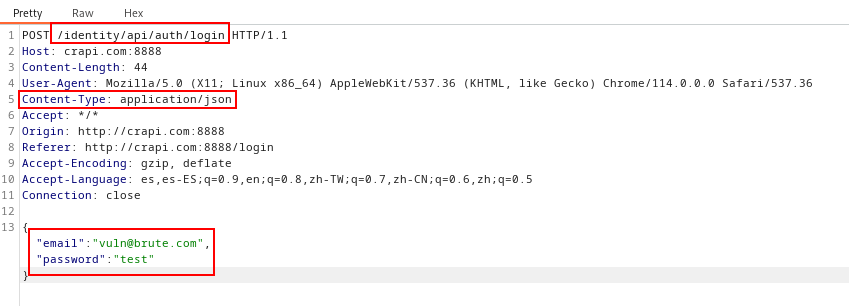 Pretty Raw Hex
1 POST /identity/api/auth/login HTTP/1.1
2 Host: crapi.com:8888
3 Content-Length: 44
4 User-Agent: Mozilla/5.0 (X11; Linux x86_64) AppleWebKit/537.36 (KHTML, like Gecko) Chrome/114.0.0.0 Safari/537.36
5 Content-Type: application/json
6 Accept: */*
7 Origin: http://crapi.com:8888
8 Referer: http://crapi.com:8888/login
9 Accept-Encoding: gzip, deflate
10 Accept-Language: es,es-ES;q=0.9,en;q=0.8,zh-TW;q=0.7,zh-CN;q=0.6,zh;q=0.5
11 Connection: close
12
13 {
"email":"vuln@brute.com",
"password":"test"
}